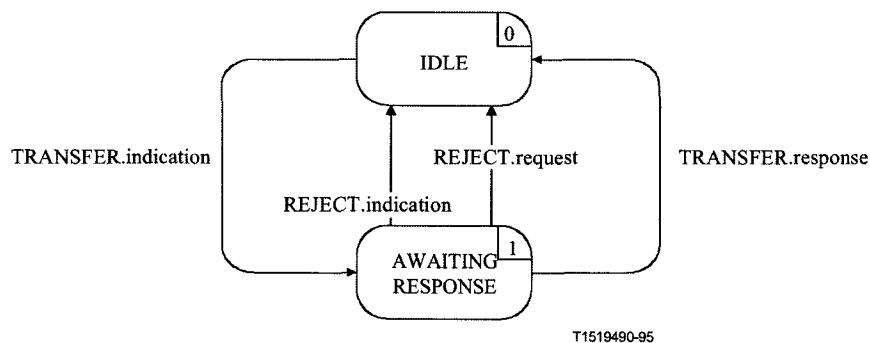 0
IDLE
TRANSFER.indication
REJECT.request
TRANSFER.response
REJECT.indication
1
AWAITING
RESPONSE
T1519490-95